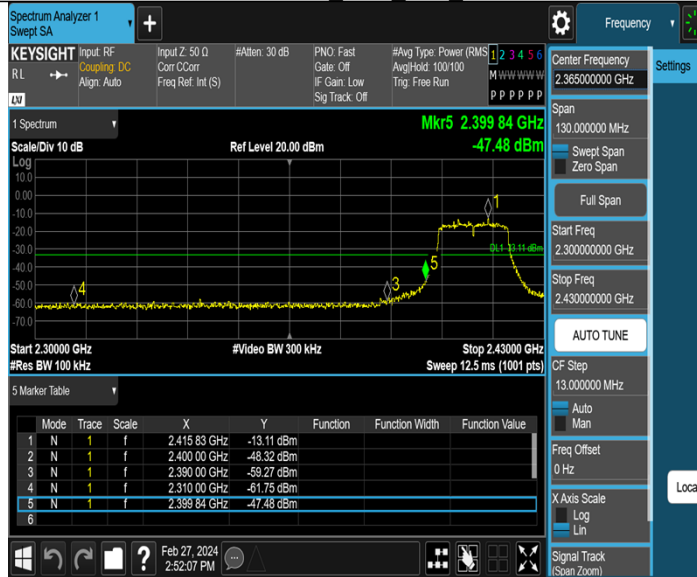 Spectrum Analyzer 1
Swept SA
Frequency
KEYSIGHT
RL
LXI
Input: RF
Coupling: DC
Align: Auto
Input Z: 50 Ω
Corr CCorr
Freq Ref: Int (S)
#Atten: 30 dB
PNO: Fast
Gate: Off
IF Gain: Low
Sig Track: Off
#Avg Type: Power (RMS
Avg|Hold: 100/100
Trig: Free Run
1 2 3 4 5 6
M W W W W W
P P P P P P
1 Spectrum
Scale/Div 10 dB
Ref Level 20.00 dBm
Mkr5 2.399 84 GHz
-47.48 dBm
Log
10.0
0.00
-10.0
-20.0
-30.0
-40.0
-50.0
-60.0
-70.0
1
DL1 -33.11 dBm
5
3
4
Start 2.30000 GHz
#Video BW 300 kHz
Stop 2.43000 GHz
#Res BW 100 kHz
Sweep 12.5 ms (1001 pts)
5 Marker Table
Mode Trace Scale X Y Function Function Width Function Value
1 N 1 f 2.415 83 GHz -13.11 dBm
2 N 1 f 2.400 00 GHz -48.32 dBm
3 N 1 f 2.390 00 GHz -59.27 dBm
4 N 1 f 2.310 00 GHz -61.75 dBm
5 N 1 f 2.399 84 GHz -47.48 dBm
6
Feb 27, 2024
2:52:07 PM
Center Frequency
2.365000000 GHz
Span
130.000000 MHz
Swept Span
Zero Span
Full Span
Start Freq
2.300000000 GHz
Stop Freq
2.430000000 GHz
AUTO TUNE
CF Step
13.000000 MHz
Auto
Man
Freq Offset
0 Hz
X Axis Scale
Log
Lin
Signal Track
(Span Zoom)
Settings
Loca